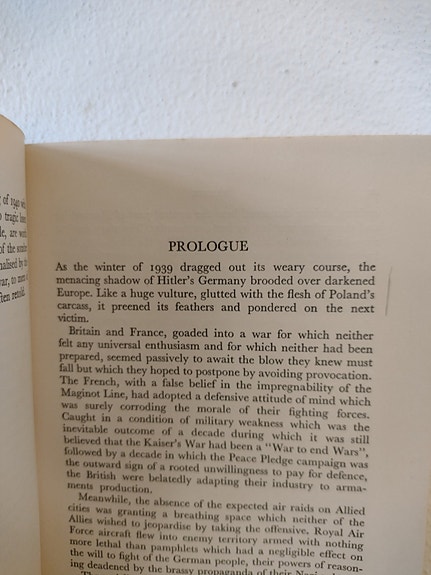 of 1940
tragic
are
of the sombre
war, to
often retold.
PROLOGUE
As the winter of 1939 dragged out its weary course, the
menacing shadow of Hitler's Germany brooded over darkened
Europe. Like a huge vulture, glutted with the flesh of Poland's
carcass, it preened its feathers and pondered on the next
victim.
Britain and France, goaded into a war for which neither
felt any universal enthusiasm and for which neither had been
prepared, seemed passively to await the blow they knew must
fall but which they hoped to postpone by avoiding provocation.
The French, with a false belief in the impregnability of the
Maginot Line, had adopted a defensive attitude of mind which
was surely corroding the morale of their fighting forces.
Caught in a condition of military weakness which was the
inevitable outcome of a decade during which it was still
believed that the Kaiser's War had been a "War to end Wars",
followed by a decade in which the Peace Pledge campaign was
the outward sign of a rooted unwillingness to pay for defence,
the British were belatedly adapting their industry to arma-
ments production.
Meanwhile, the absence of the expected air raids on Allied
cities was granting a breathing space which neither of the
Allies wished to jeopardise by taking the offensive. Royal Air
Force aircraft flew into enemy territory armed with nothing
more lethal than pamphlets which had a negligible effect on
the will to fight of the German people, their powers of reason-
ing deadened by the brassy propaganda of their